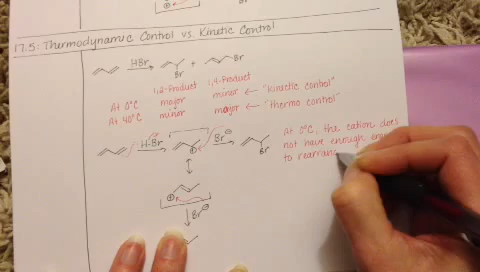 17.5: Thermodynamic Control vs. Kinetic Control
HBr
+
Br
Br
1,2-Product 1,4-Product
At 0°C major minor ← "kinetic control"
At 40°C minor major ← "thermo control"
H-Br
Br⊖
Br
At 0°C, the cation does
not have enough
to rearran
⊕
Br⊖